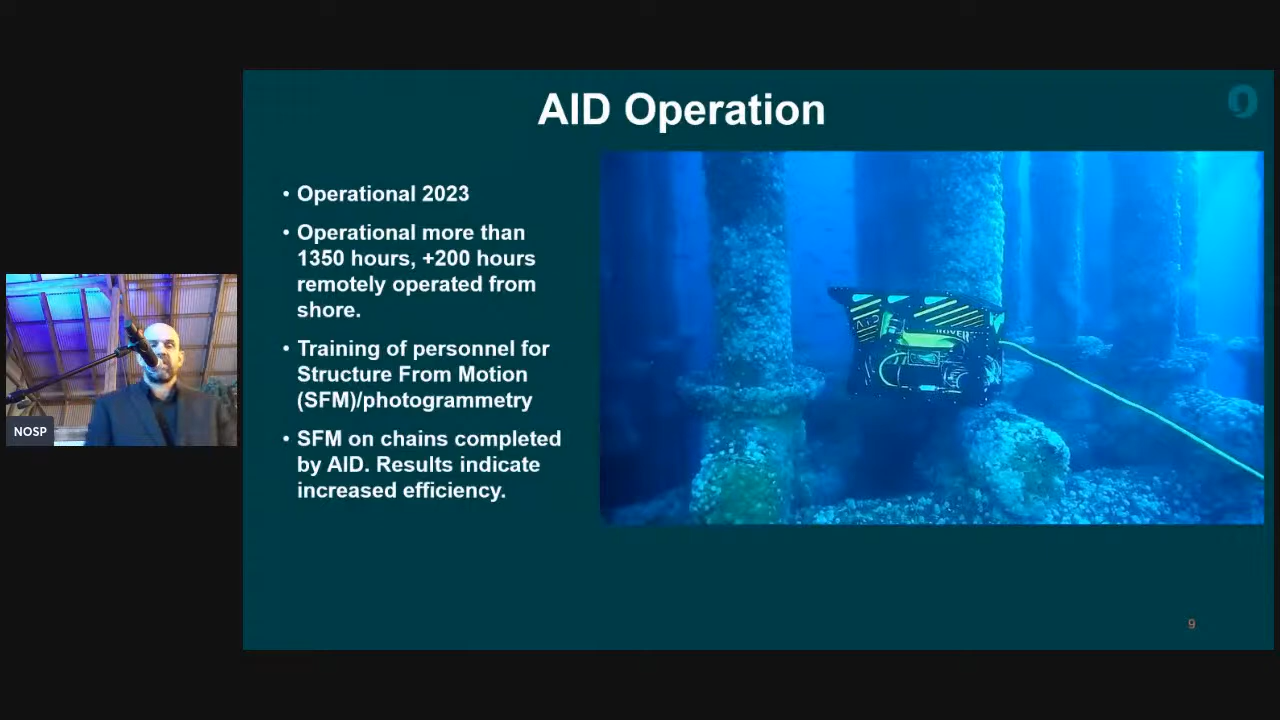 AID Operation
• Operational 2023
• Operational more than
1350 hours, +200 hours
remotely operated from
shore.
• Training of personnel for
Structure From Motion
(SFM)/photogrammetry
• SFM on chains completed
by AID. Results indicate
increased efficiency.
AID
NOSP
9